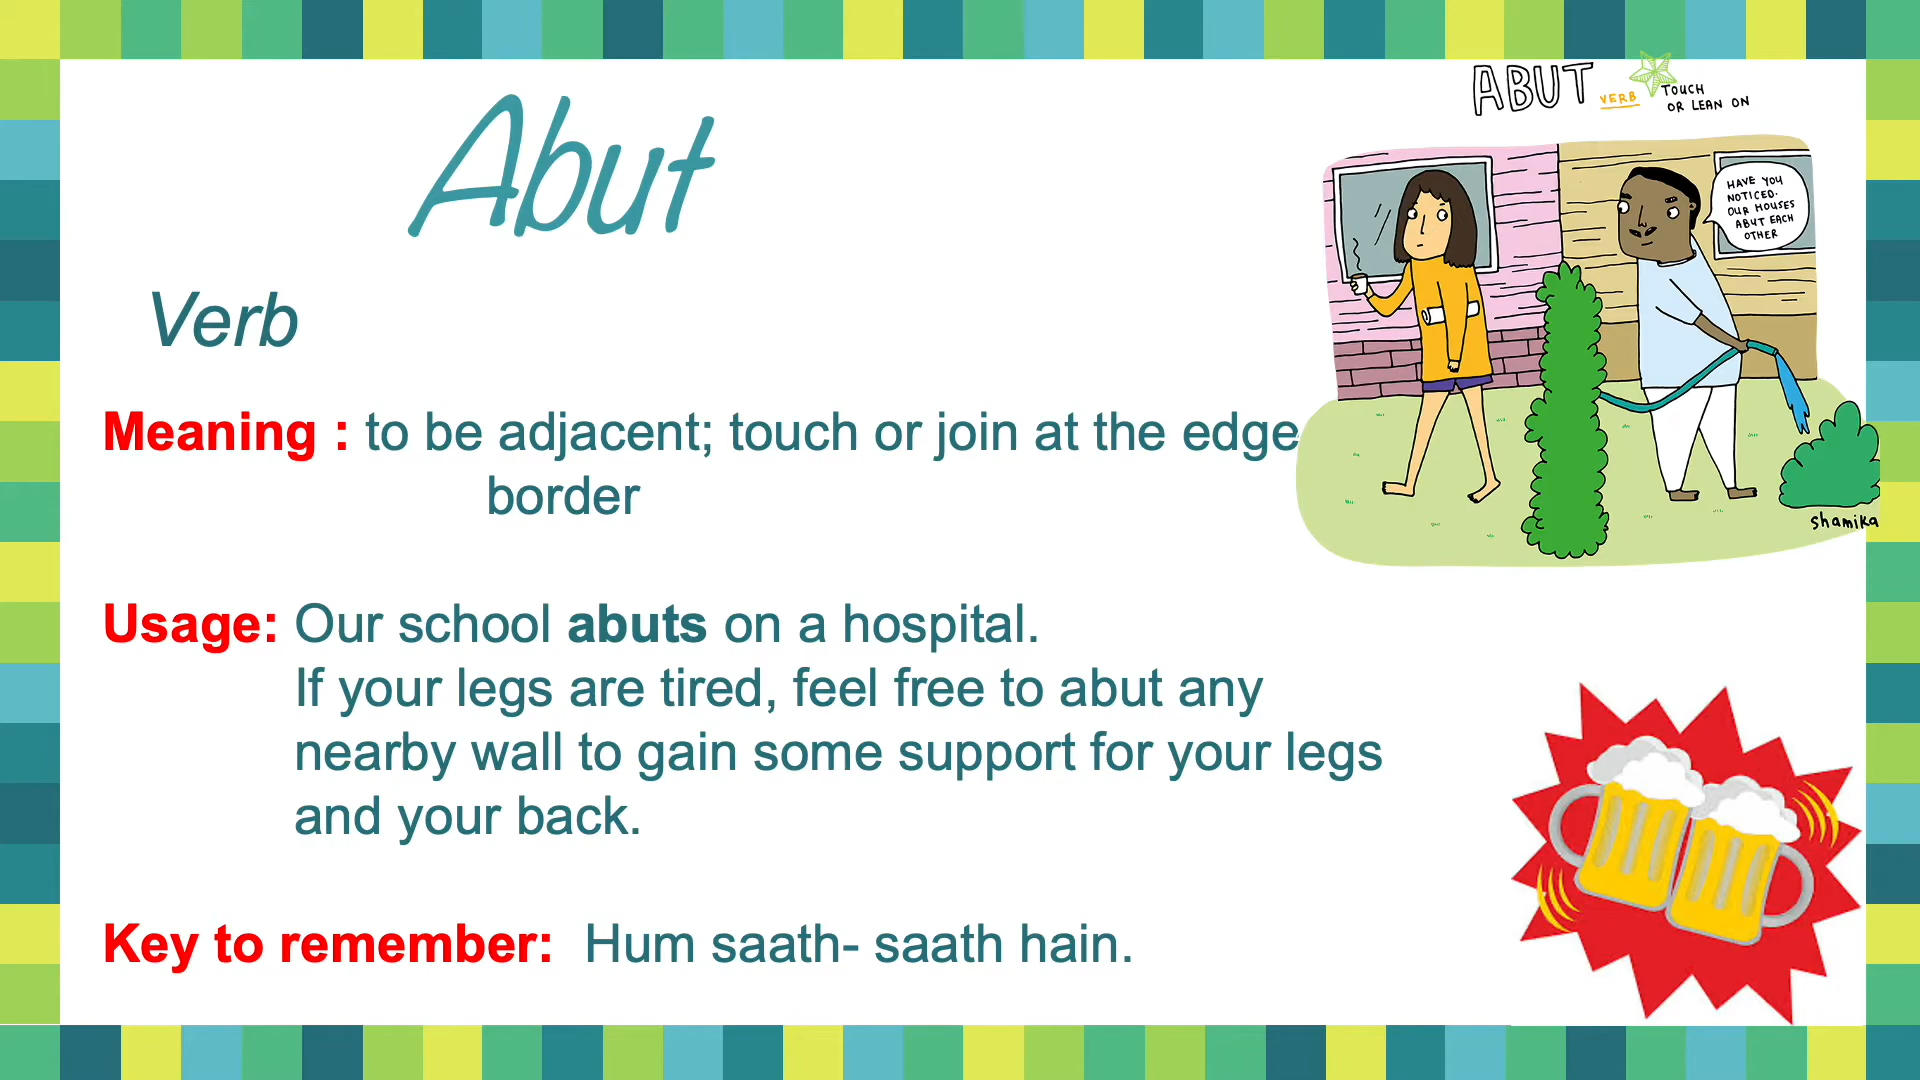 Abut
ABUT VERB TOUCH
OR LEAN ON
HAVE YOU
NOTICED.
OUR HOUSES
ABUT EACH
OTHER
shamika
Verb
Meaning : to be adjacent; touch or join at the edge
border
Usage: Our school abuts on a hospital.
If your legs are tired, feel free to abut any
nearby wall to gain some support for your legs
and your back.
Key to remember: Hum saath- saath hain.